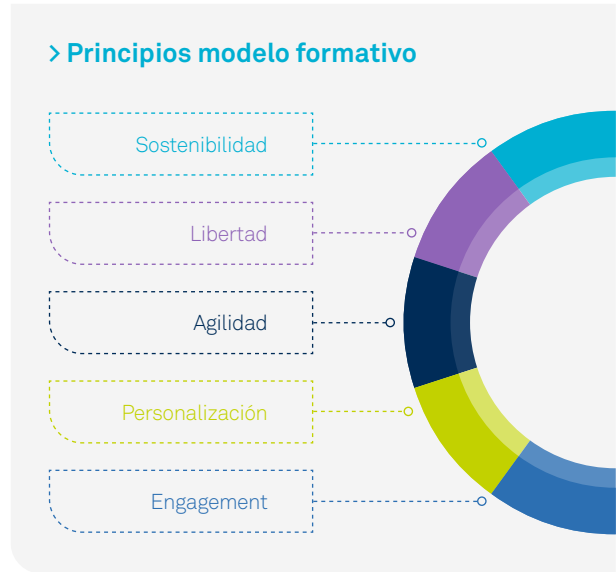 > Principios modelo formativo
Sostenibilidad
Libertad
Agilidad
Personalización
Engagement